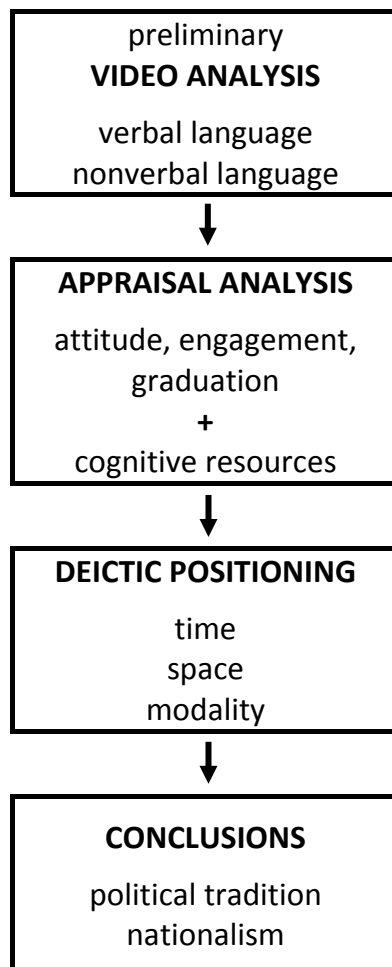 preliminary
VIDEO ANALYSIS
verbal language
nonverbal language
APPRAISAL ANALYSIS
attitude, engagement,
graduation
+
cognitive resources
DEICTIC POSITIONING
time
space
modality
CONCLUSIONS
political tradition
nationalism